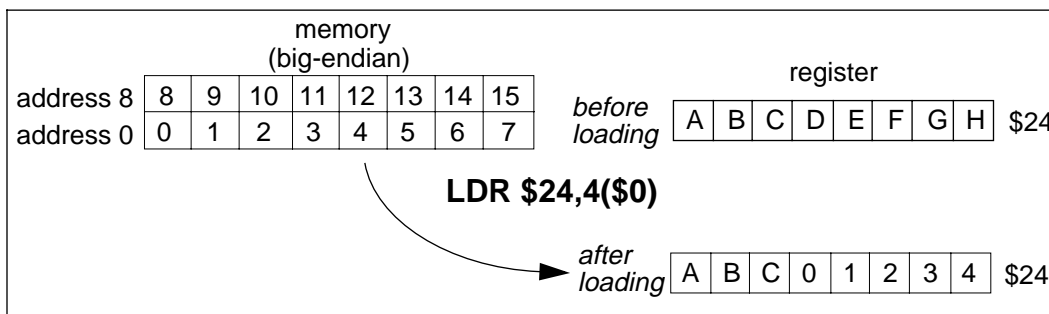 memory
(big-endian)
address 8 8 9 10 11 12 13 14 15
address 0 0 1 2 3 4 5 6 7
register
before
loading
A B C D E F G H $24
LDR $24,4($0)
after
loading
A B C 0 1 2 3 4 $24